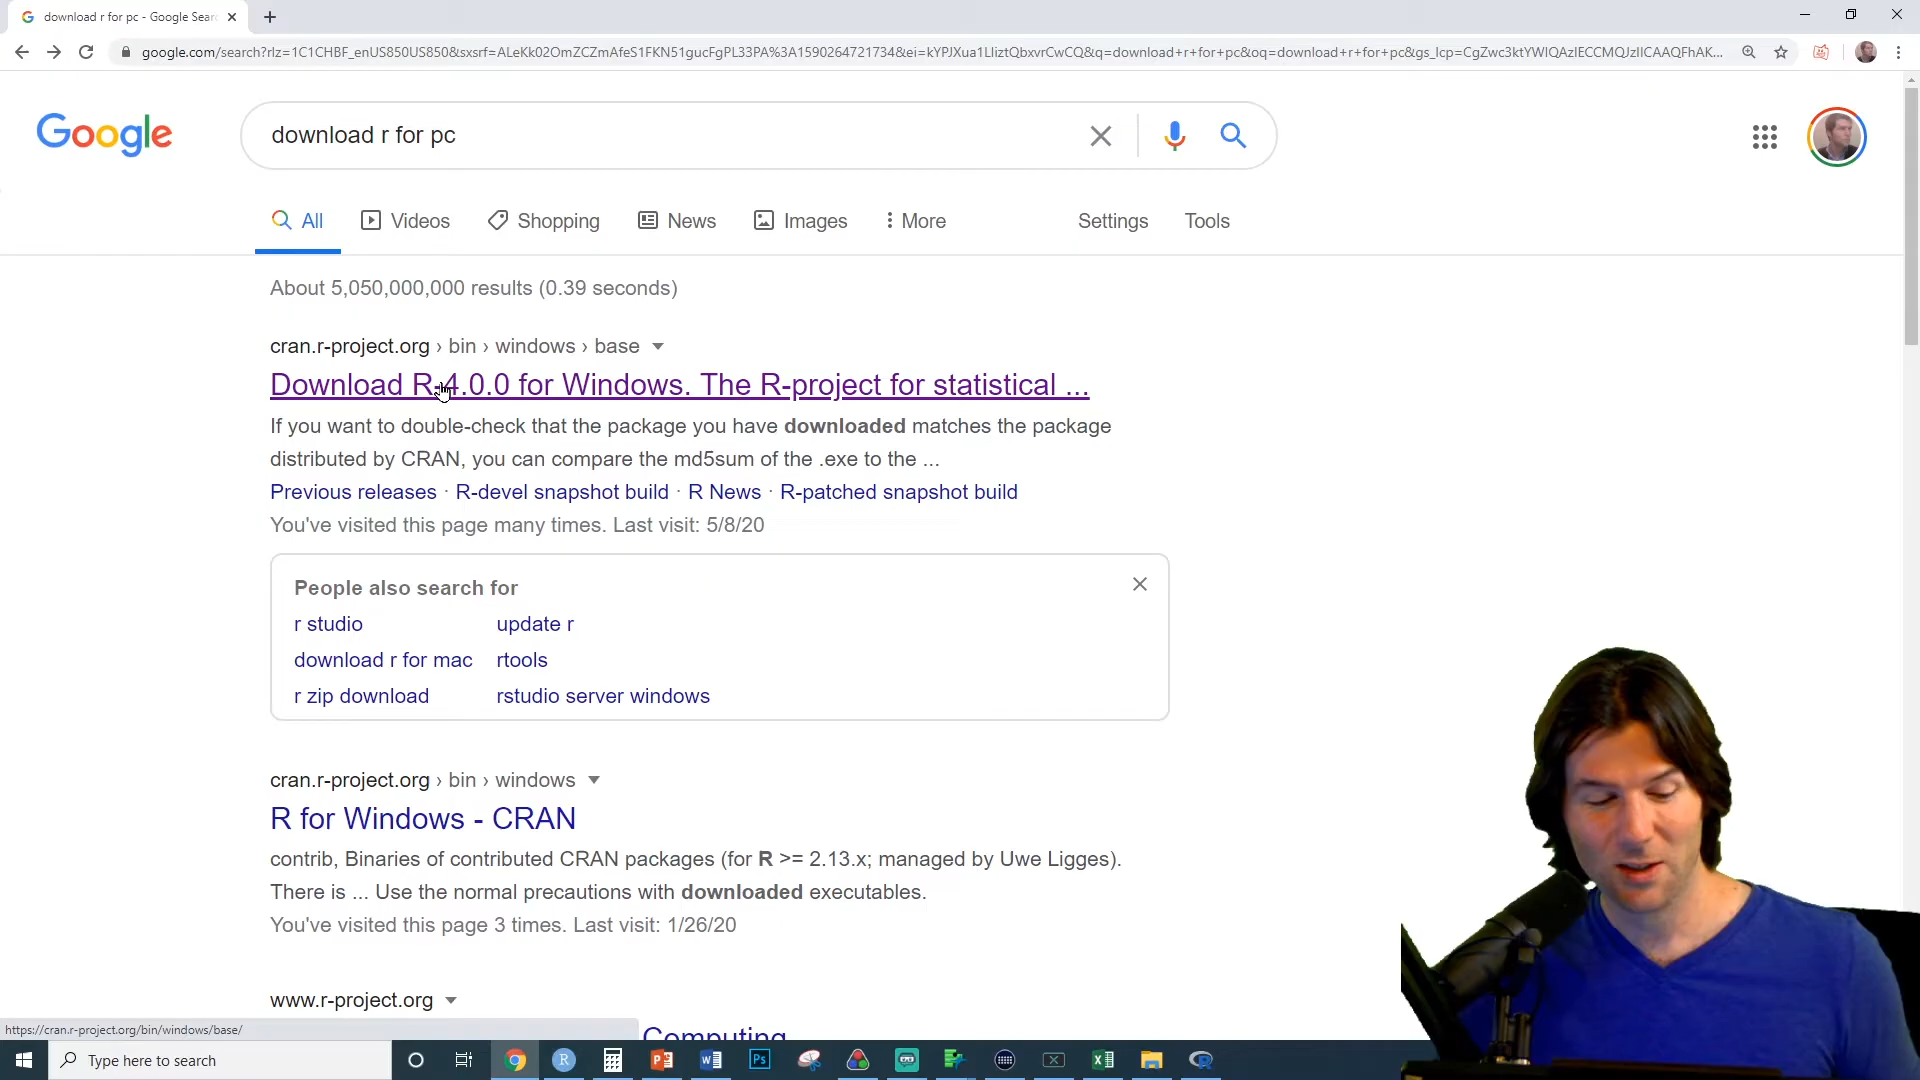 download r for pc - Google Sear
google.com/search?rlz=1C1CHBF_enUS850US850&sxsrf=ALeKk02OmZCZmAfeS1FKN51gucFgPL33PA%3A1590264721734&ei=kYPJXua1LIiztQbxvrCwCQ&q=download+r+for+pc&oq=download+r+for+pc&gs_lcp=CgZwc3ktYWIQAzIECCMQJzIICAAQFhAK...
Google
download r for pc
All Videos Shopping News Images More Settings Tools
About 5,050,000,000 results (0.39 seconds)
cran.r-project.org › bin › windows › base
Download R-4.0.0 for Windows. The R-project for statistical ...
If you want to double-check that the package you have downloaded matches the package
distributed by CRAN, you can compare the md5sum of the .exe to the ...
Previous releases · R-devel snapshot build · R News · R-patched snapshot build
You've visited this page many times. Last visit: 5/8/20
People also search for
r studio update r
download r for mac rtools
r zip download rstudio server windows
cran.r-project.org › bin › windows
R for Windows - CRAN
contrib, Binaries of contributed CRAN packages (for R >= 2.13.x; managed by Uwe Ligges).
There is ... Use the normal precautions with downloaded executables.
You've visited this page 3 times. Last visit: 1/26/20
www.r-project.org
Computing
https://cran.r-project.org/bin/windows/base/
Type here to search